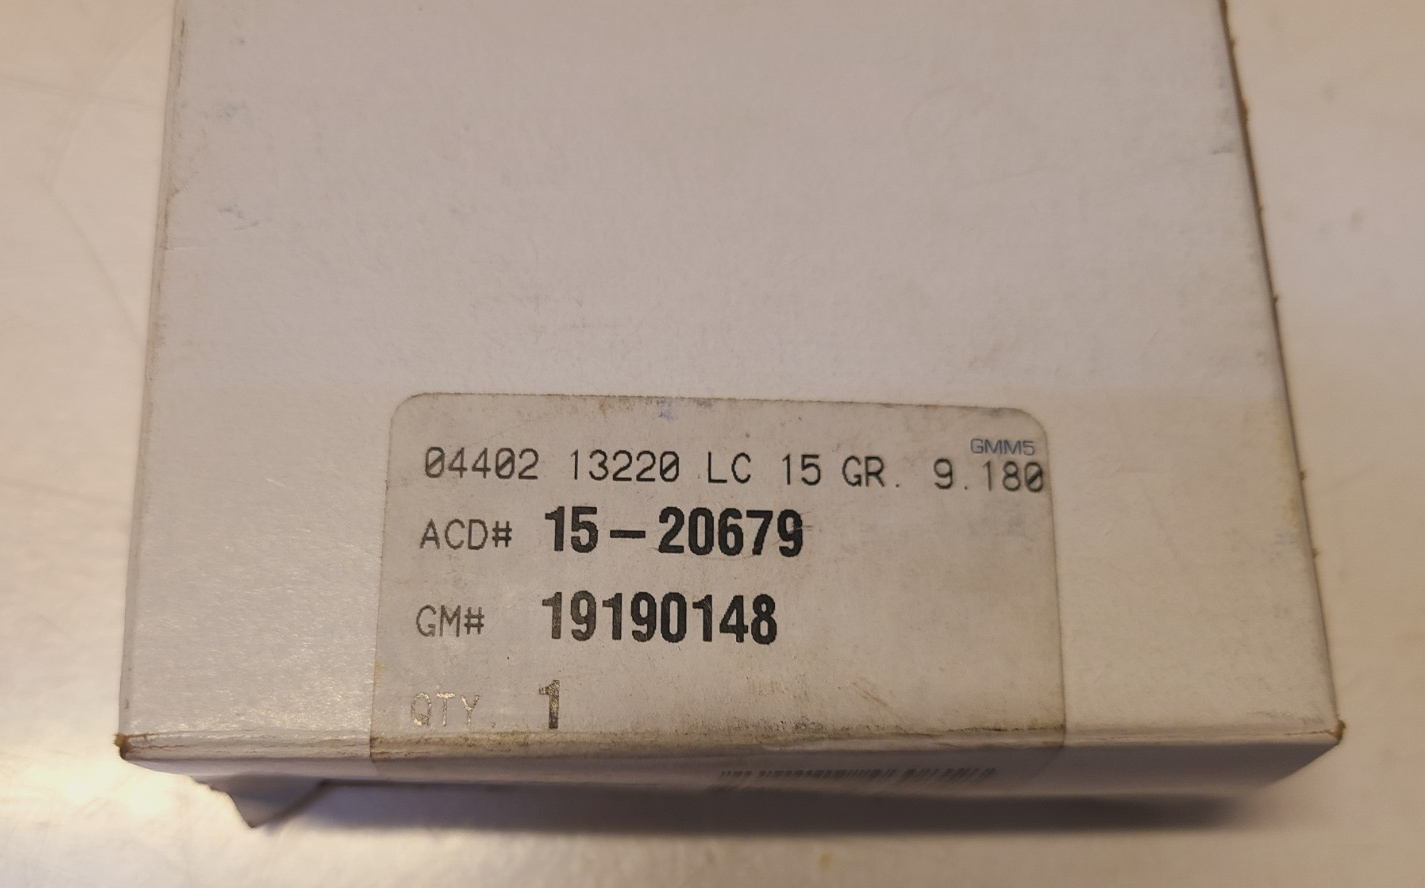 GMM5
04402 13220 LC 15 GR. 9.180
ACD# 15-20679
GM# 19190148
QTY. 1